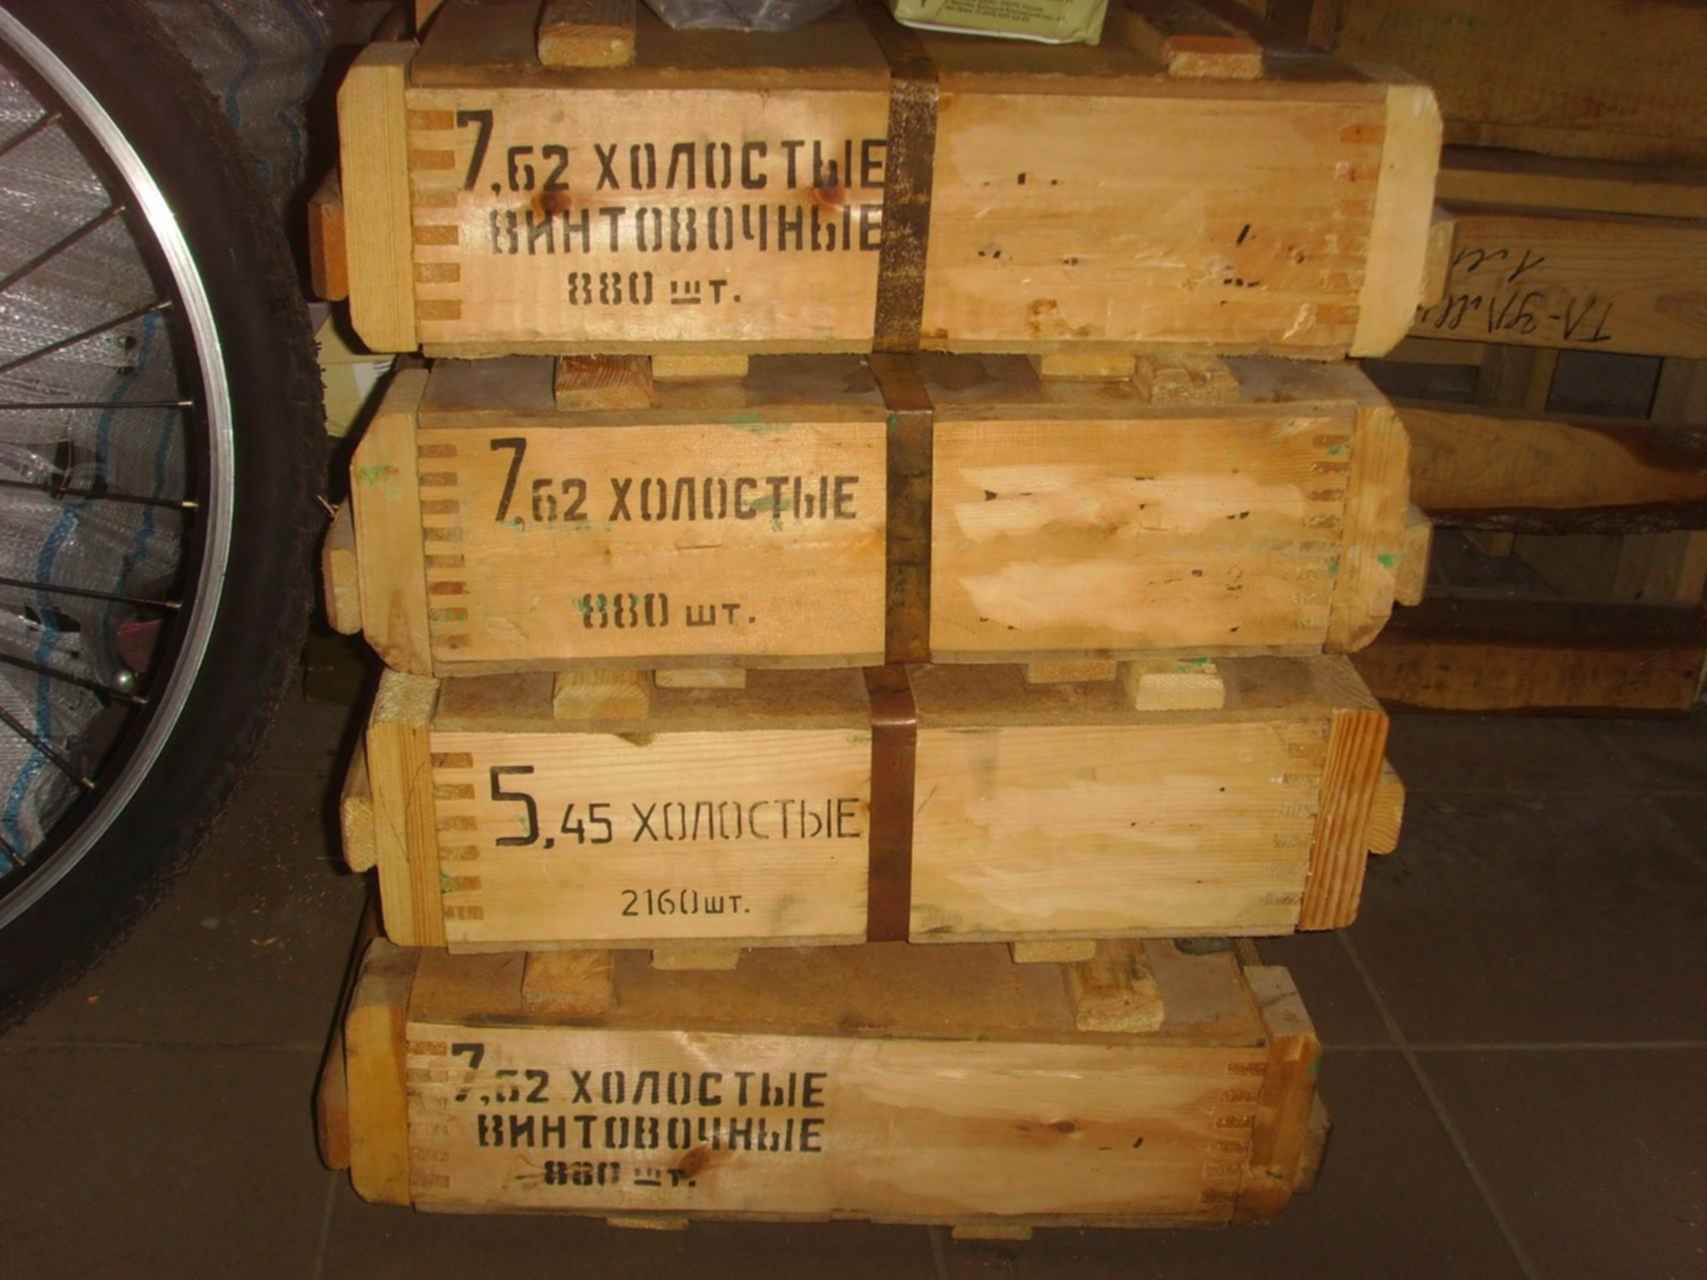 7,62 ХОЛОСТЫЕ
ВИНТОВОЧНЫЕ
880 шт.
7,62 ХОЛОСТЫЕ
880 шт.
5,45 ХОЛОСТЫЕ
2160шт.
7,62 ХОЛОСТЫЕ
ВИНТОВОЧНЫЕ
880 шт.